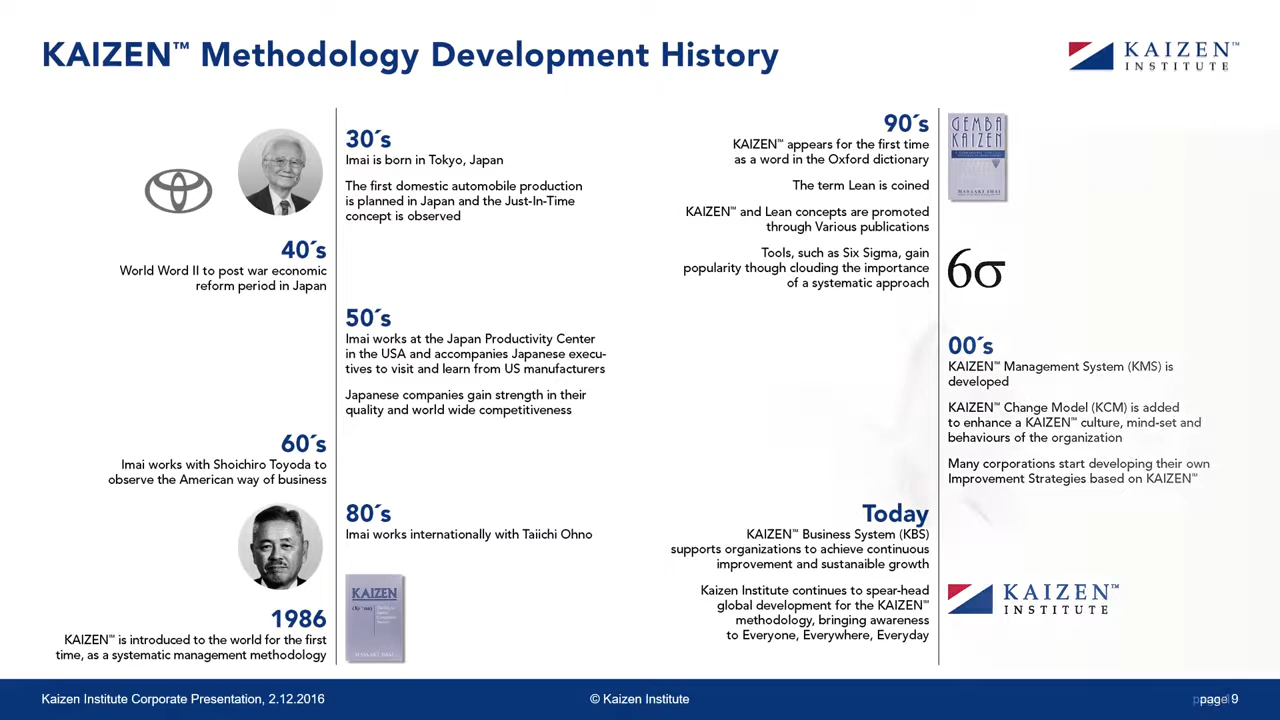 KAIZEN™ Methodology Development History
KAIZEN™
INSTITUTE
30´s
Imai is born in Tokyo, Japan
The first domestic automobile production
is planned in Japan and the Just-In-Time
concept is observed
40´s
World Word II to post war economic
reform period in Japan
50´s
Imai works at the Japan Productivity Center
in the USA and accompanies Japanese execu-
tives to visit and learn from US manufacturers
Japanese companies gain strength in their
quality and world wide competitiveness
60´s
Imai works with Shoichiro Toyoda to
observe the American way of business
80´s
Imai works internationally with Taiichi Ohno
KAIZEN
MASAAKI IMAI
1986
KAIZEN™ is introduced to the world for the first
time, as a systematic management methodology
90´s
KAIZEN™ appears for the first time
as a word in the Oxford dictionary
The term Lean is coined
KAIZEN™ and Lean concepts are promoted
through Various publications
Tools, such as Six Sigma, gain
popularity though clouding the importance
of a systematic approach
GEMBA
KAIZEN
MASAAKI IMAI
6σ
00´s
KAIZEN™ Management System (KMS) is
developed
KAIZEN™ Change Model (KCM) is added
to enhance a KAIZEN™ culture, mind-set and
behaviours of the organization
Many corporations start developing their own
Improvement Strategies based on KAIZEN™
Today
KAIZEN™ Business System (KBS)
supports organizations to achieve continuous
improvement and sustanaible growth
Kaizen Institute continues to spear-head
global development for the KAIZEN™
methodology, bringing awareness
to Everyone, Everywhere, Everyday
KAIZEN™
INSTITUTE
Kaizen Institute Corporate Presentation, 2.12.2016
© Kaizen Institute
page 9